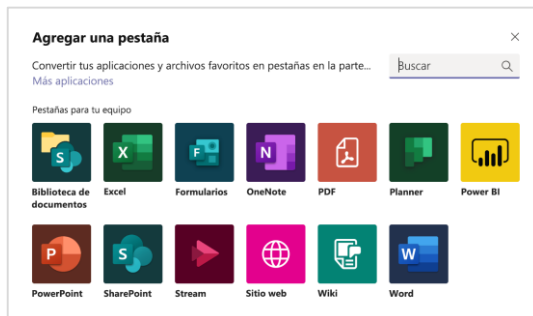 Agregar una pestaña
Convertir tus aplicaciones y archivos favoritos en pestañas en la parte...
Buscar
Más aplicaciones
Pestañas para tu equipo
S
X
F
N
Biblioteca de
documentos
Excel
Formularios
OneNote
PDF
Planner
Power BI
P
S
W
PowerPoint
SharePoint
Stream
Sitio web
Wiki
Word